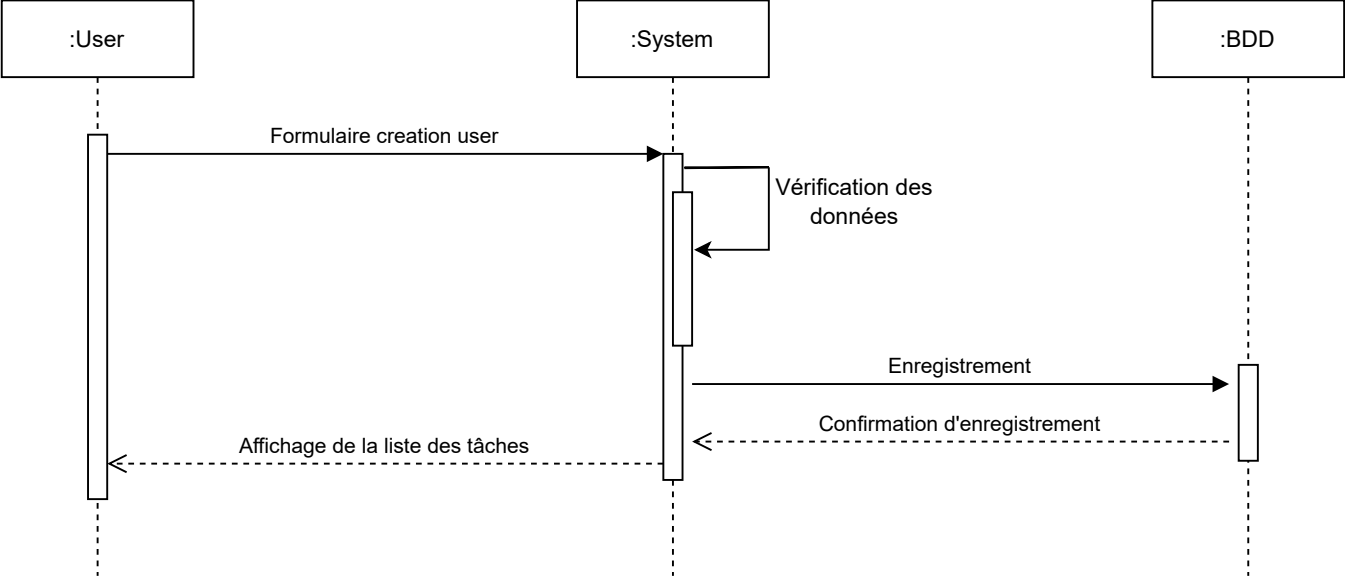 :User
:System
:BDD
Formulaire creation user
Vérification des
données
Enregistrement
Confirmation d'enregistrement
Affichage de la liste des tâches